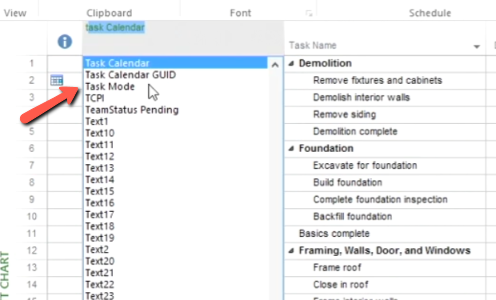 View
Clipboard
Font
Schedule
task Calendar
Task Name
1
2
3
5
6
7
8
9
10
11
12
13
14
15
Task Calendar
Task Calendar GUID
Task Mode
TCPI
TeamStatus Pending
Text1
Text10
Text11
Text12
Text13
Text14
Text15
Text16
Text17
Text18
Text19
Text2
Text20
Text21
Text22
Text23
Demolition
Remove fixtures and cabinets
Demolish interior walls
Remove siding
Demolition complete
Foundation
Excavate for foundation
Build foundation
Complete foundation inspection
Backfill foundation
Basics complete
Framing, Walls, Door, and Windows
Frame roof
Close in roof
T CHART